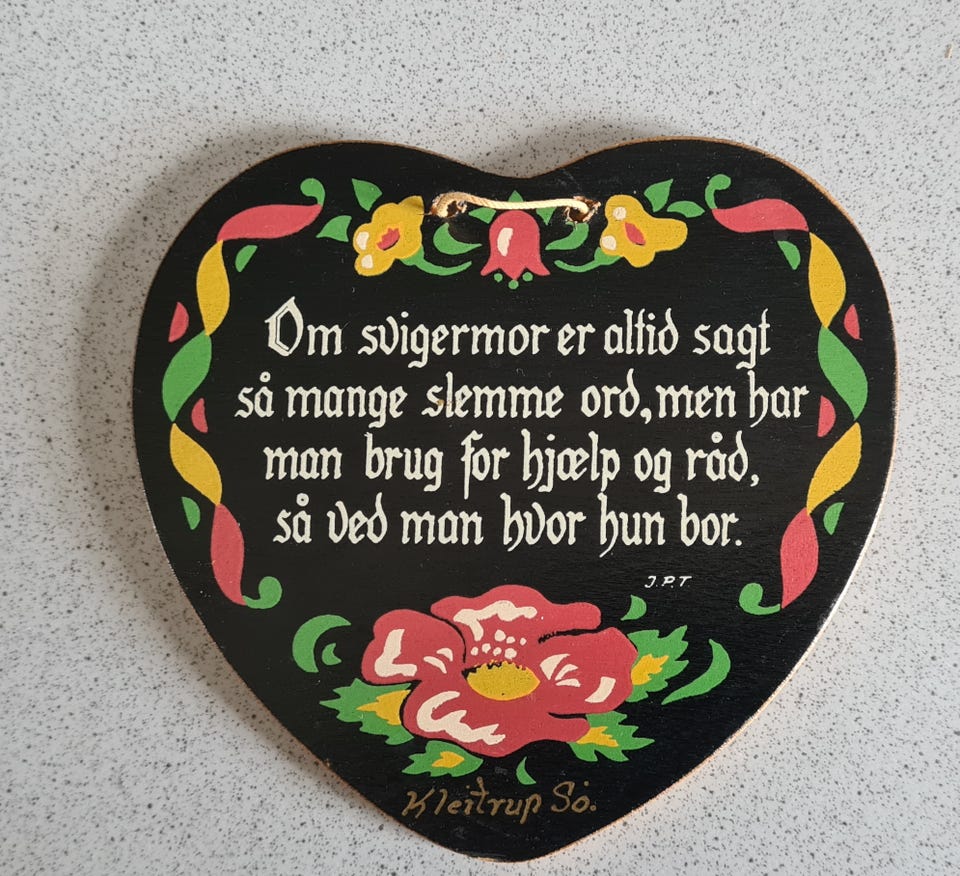 Om svigermor er altid sagt
så mange slemme ord, men har
man brug for hjælp og råd,
så ved man hvor hun bor.
J.P.T
Kleitrup Sö.